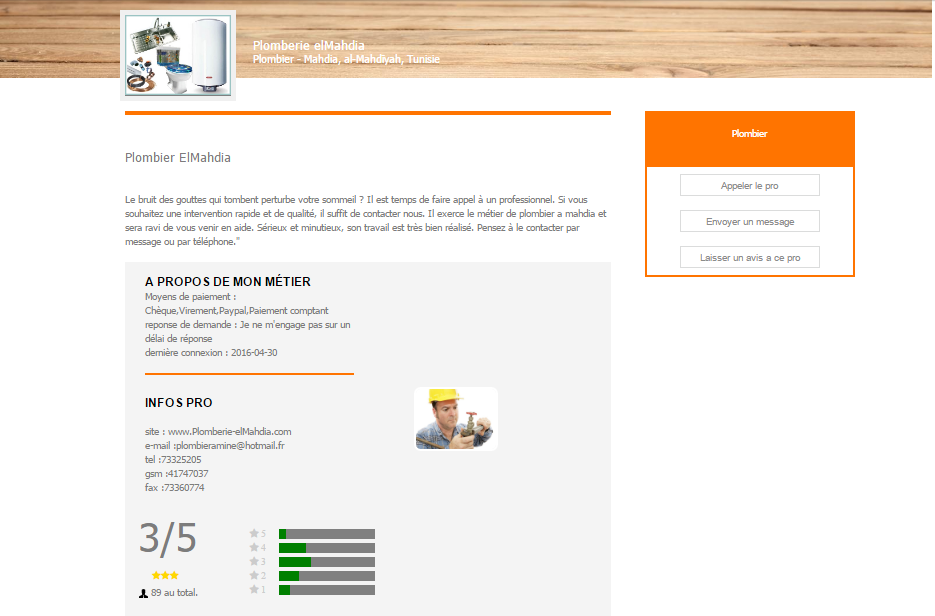 Plomberie elMahdia
Plombier - Mahdia, al-Mahdiyah, Tunisie
Plombier ElMahdia
Le bruit des gouttes qui tombent perturbe votre sommeil ? Il est temps de faire appel à un professionel. Si vous
souhaitez une intervention rapide et de qualité, il suffit de contacter nous. Il exerce le métier de plombier a mahdia et
sera ravi de vous venir en aide. Sérieux et minutieux, son travail est très bien réalisé. Pensez à le contacter par
message ou par téléphone."
A PROPOS DE MON MÉTIER
Moyens de paiement :
Chèque,Virement,Paypal,Paiement comptant
reponse de demande : Je ne m'engage pas sur un
délai de réponse
dernière connexion : 2016-04-30
INFOS PRO
site : www.Plomberie-elMahdia.com
e-mail :plombieramine@hotmail.fr
tel :73325205
gsm :41747037
fax :73360774
3/5
89 au total.
5
4
3
2
1
Plombier
Appeler le pro
Envoyer un message
Laisser un avis a ce pro